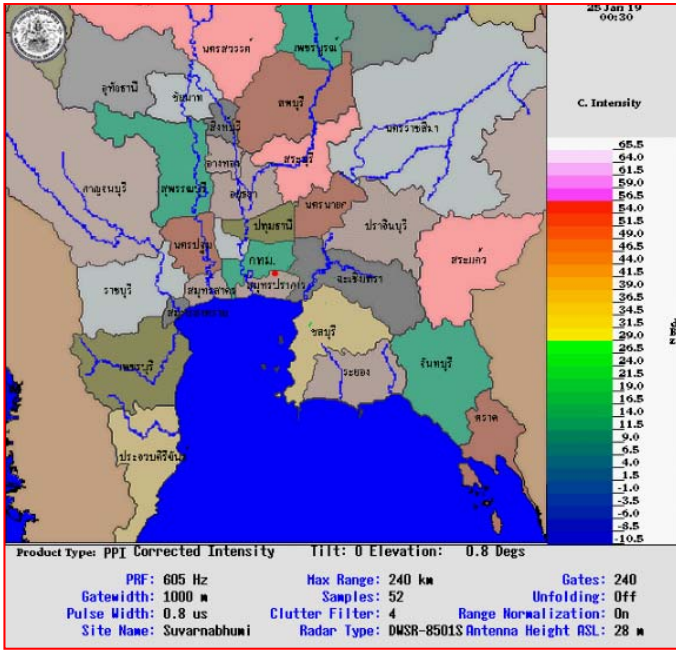 25 Jan 19
00:30
C. Intensity
65.5
64.0
61.5
59.0
56.5
54.0
51.5
49.0
46.5
44.0
41.5
39.0
36.5
34.0
31.5
29.0
26.5
24.0
21.5
19.0
16.5
14.0
11.5
9.0
6.5
4.0
1.5
-1.0
-3.5
-6.0
-8.5
-10.5
นครสวรรค์
เพชรบูรณ์
อุทัยธานี
ชัยนาท
ลพบุรี
สิงห์บุรี
นครราชสีมา
อ่างทอง
สระบุรี
กาญจนบุรี
สุพรรณบุรี
อยุธยา
นครนายก
ปราจีนบุรี
ปทุมธานี
นครปฐม
กทม.
สระแก้ว
ราชบุรี
สมุทรสาคร
สมุทรปราการ
ฉะเชิงเทรา
ชลบุรี
เพชรบุรี
ระยอง
จันทบุรี
ตราด
ประจวบคีรีขันธ์
Product Type: PPI Corrected Intensity Tilt: 0 Elevation: 0.8 Degs
PRF: 605 Hz Max Range: 240 km Gates: 240
Gatewidth: 1000 m Samples: 52 Unfolding: Off
Pulse Width: 0.8 us Clutter Filter: 4 Range Normalization: On
Site Name: Suvarnabhumi Radar Type: DWSR-8501S Antenna Height ASL: 28 m